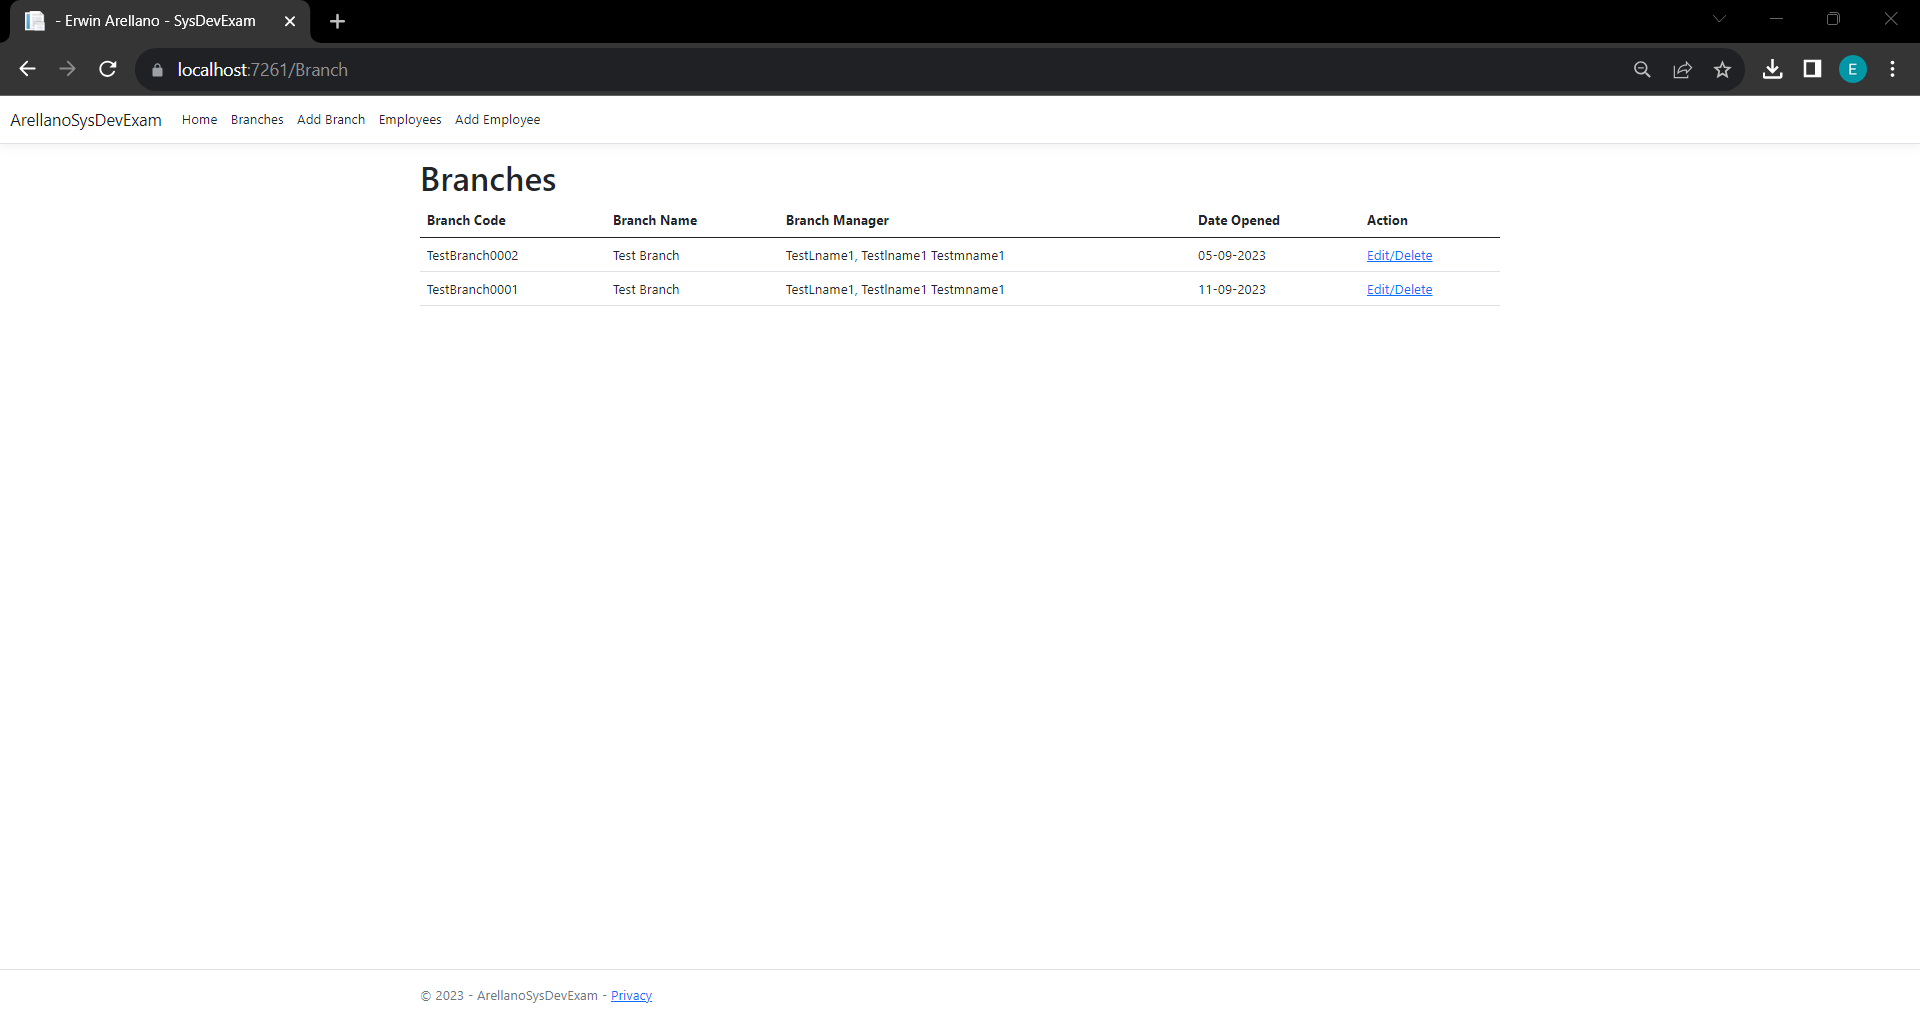 - Erwin Arellano - SysDevExam
localhost:7261/Branch
E
ArellanoSysDevExam Home Branches Add Branch Employees Add Employee
Branches
Branch Code Branch Name Branch Manager Date Opened Action
TestBranch0002 Test Branch TestLname1, Testlname1 Testmname1 05-09-2023 Edit/Delete
TestBranch0001 Test Branch TestLname1, Testlname1 Testmname1 11-09-2023 Edit/Delete
© 2023 - ArellanoSysDevExam - Privacy